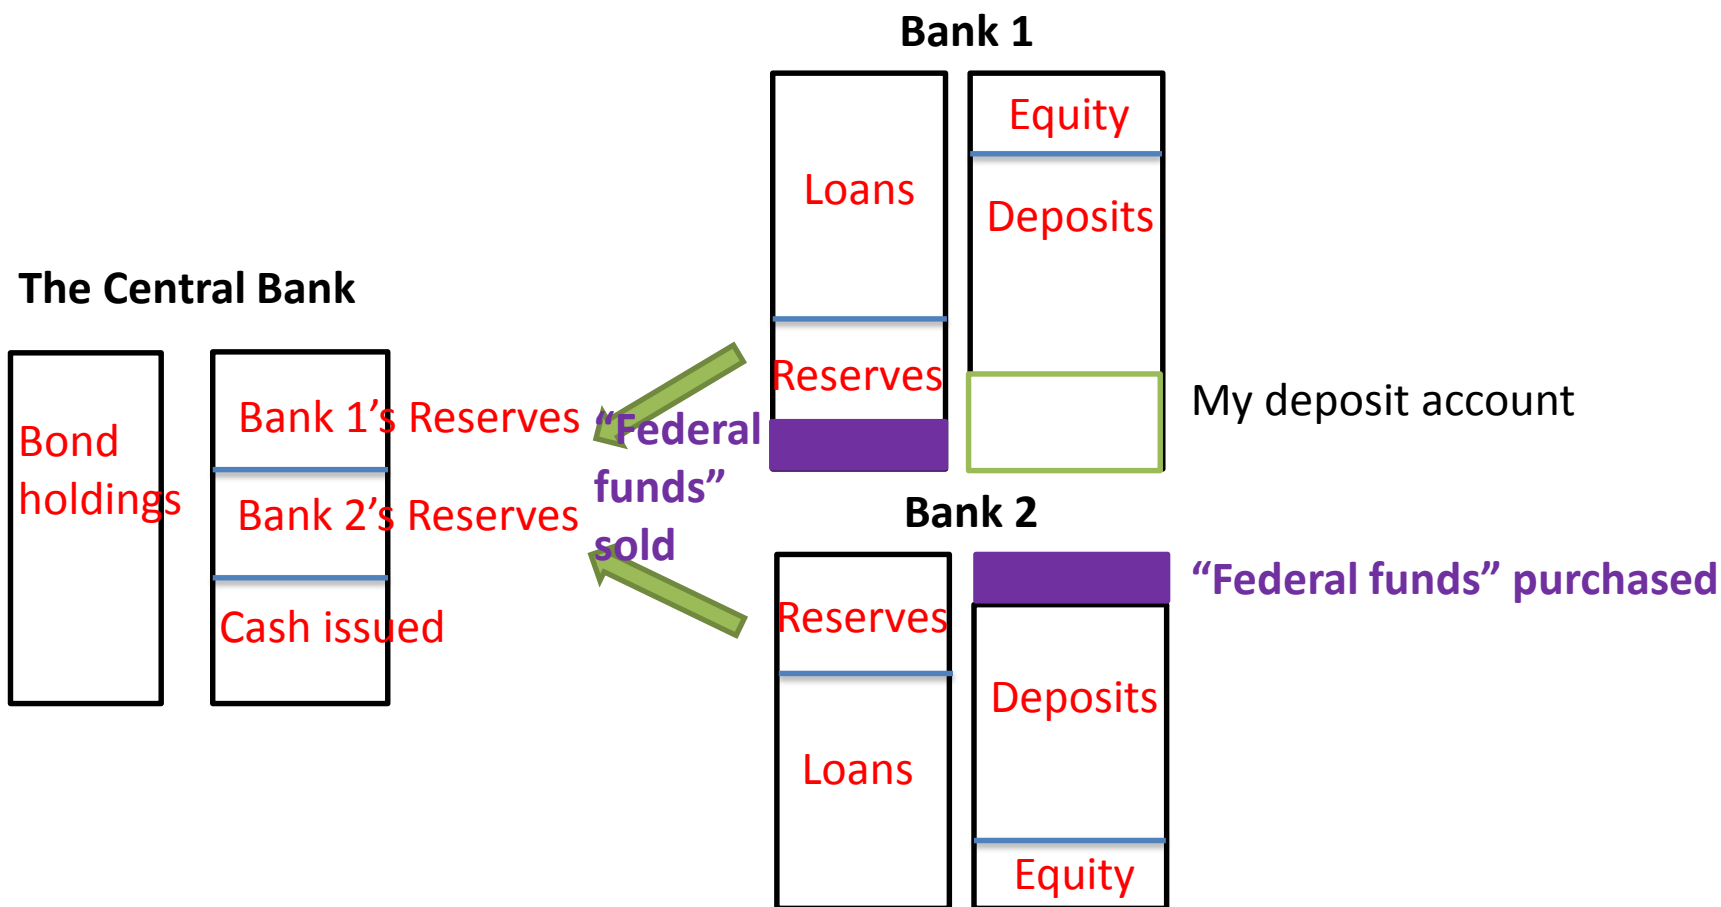 Bank 1
Equity
Loans
Deposits
The Central Bank
Reserves
My deposit account
Bank 1's Reserves
"Federal
funds"
sold
Bond
holdings
Bank 2's Reserves
Cash issued
Bank 2
"Federal funds" purchased
Reserves
Deposits
Loans
Equity